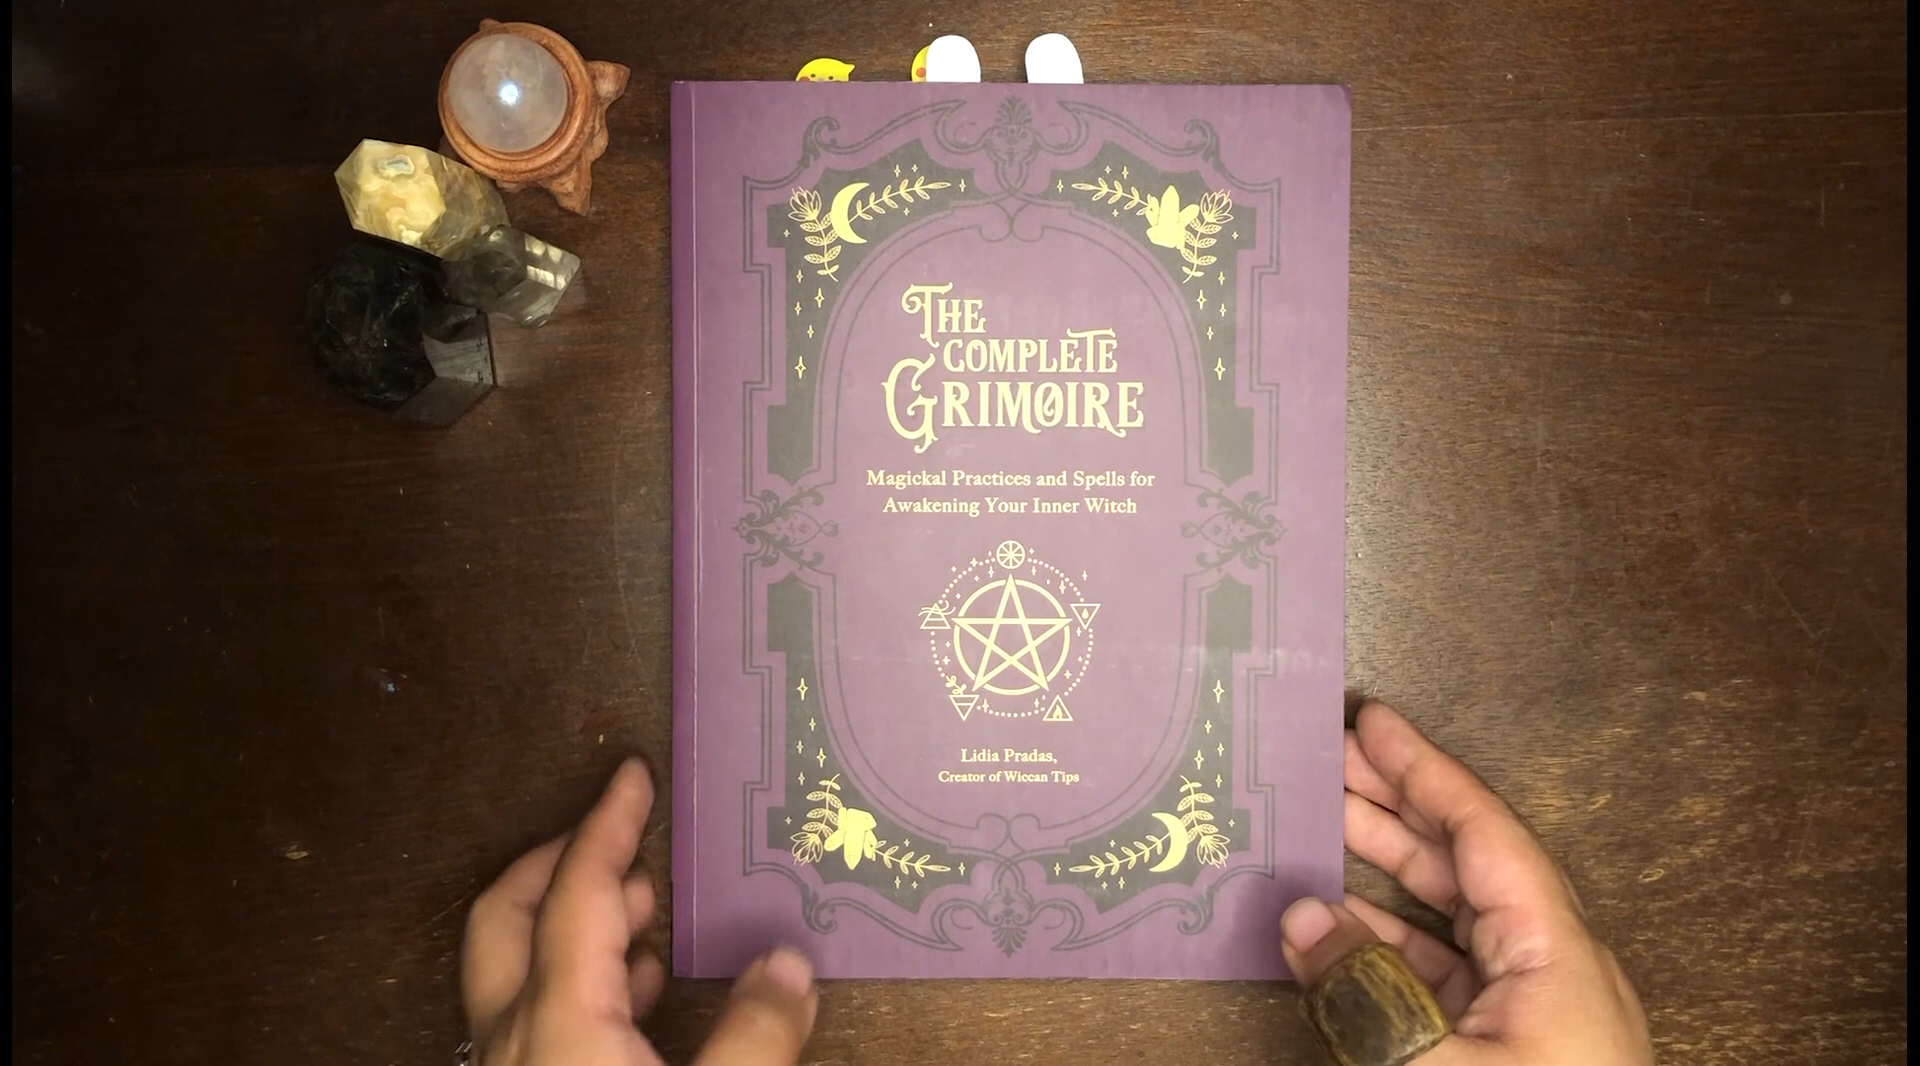 The
Complete
Grimoire
Magickal Practices and Spells for
Awakening Your Inner Witch
Lidia Pradas,
Creator of Wiccan Tips